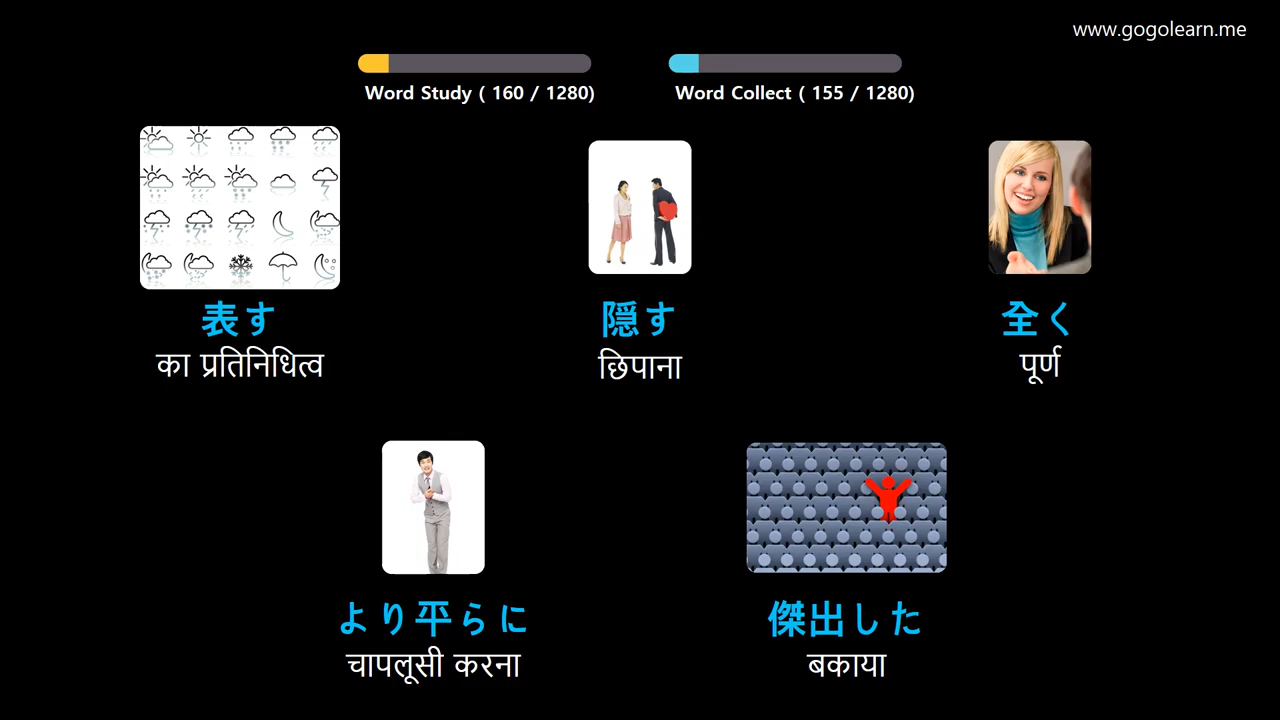 www.gogolearn.me
Word Study ( 160 / 1280)
Word Collect ( 155 / 1280)
表す
का प्रतिनिधित्व
隠す
छिपाना
全く
पूर्ण
より平らに
चापलूसी करना
傑出した
बकाया